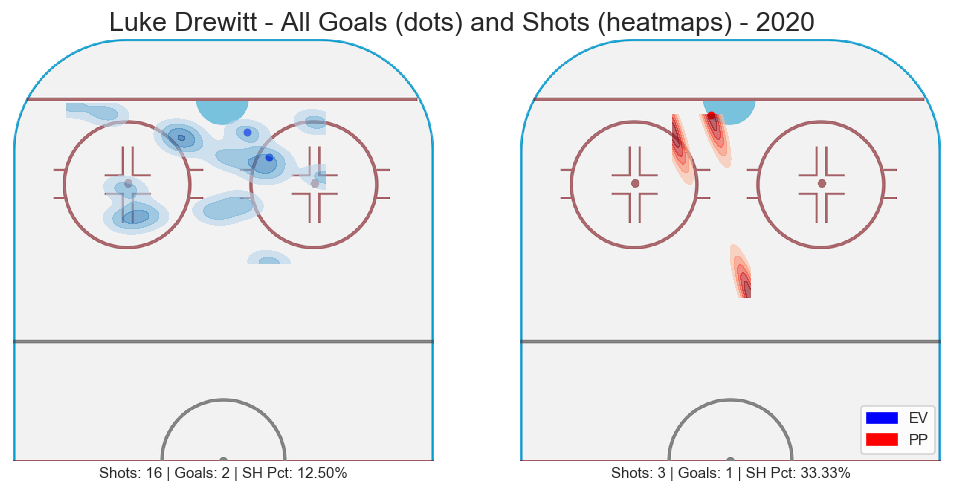 Luke Drewitt - All Goals (dots) and Shots (heatmaps) - 2020
EV
PP
Shots: 16 | Goals: 2 | SH Pct: 12.50%
Shots: 3 | Goals: 1 | SH Pct: 33.33%